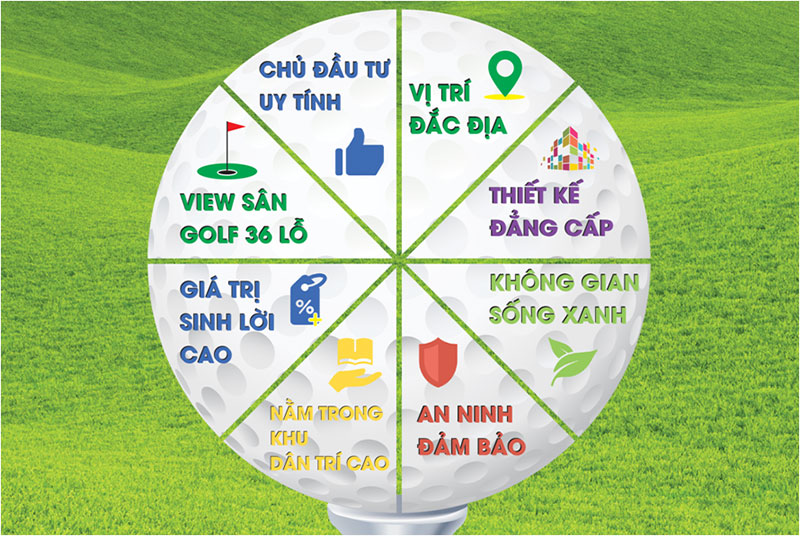 CHỦ ĐẦU TƯ
UY TÍNH
VỊ TRÍ
ĐẮC ĐỊA
THIẾT KẾ
ĐẲNG CẤP
KHÔNG GIAN
SỐNG XANH
AN NINH
ĐẢM BẢO
NẰM TRONG
KHU
DÂN TRÍ CAO
GIÁ TRỊ
SINH LỜI
CAO
%
VIEW SÂN
GOLF 36 LỖ